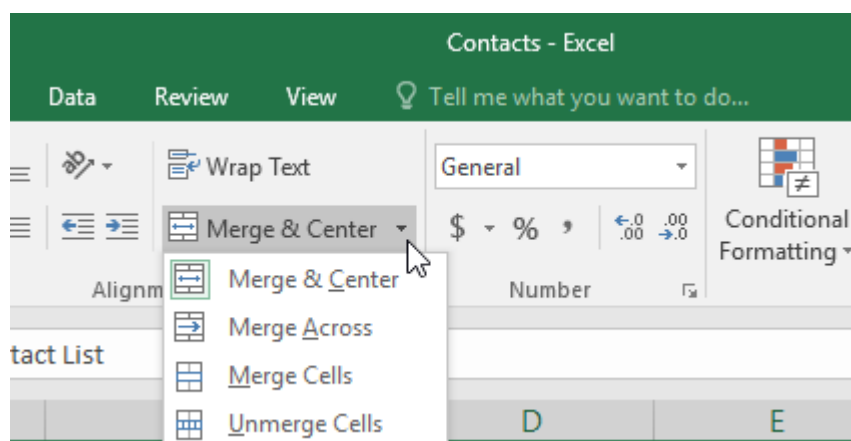 Contacts - Excel
Data Review View Tell me what you want to do...
Wrap Text General
Merge & Center $ % , .0 .00 .00 .0 Conditional
Formatting
Merge & Center
Alignm Number
Merge Across
tact List
Merge Cells
Unmerge Cells D E